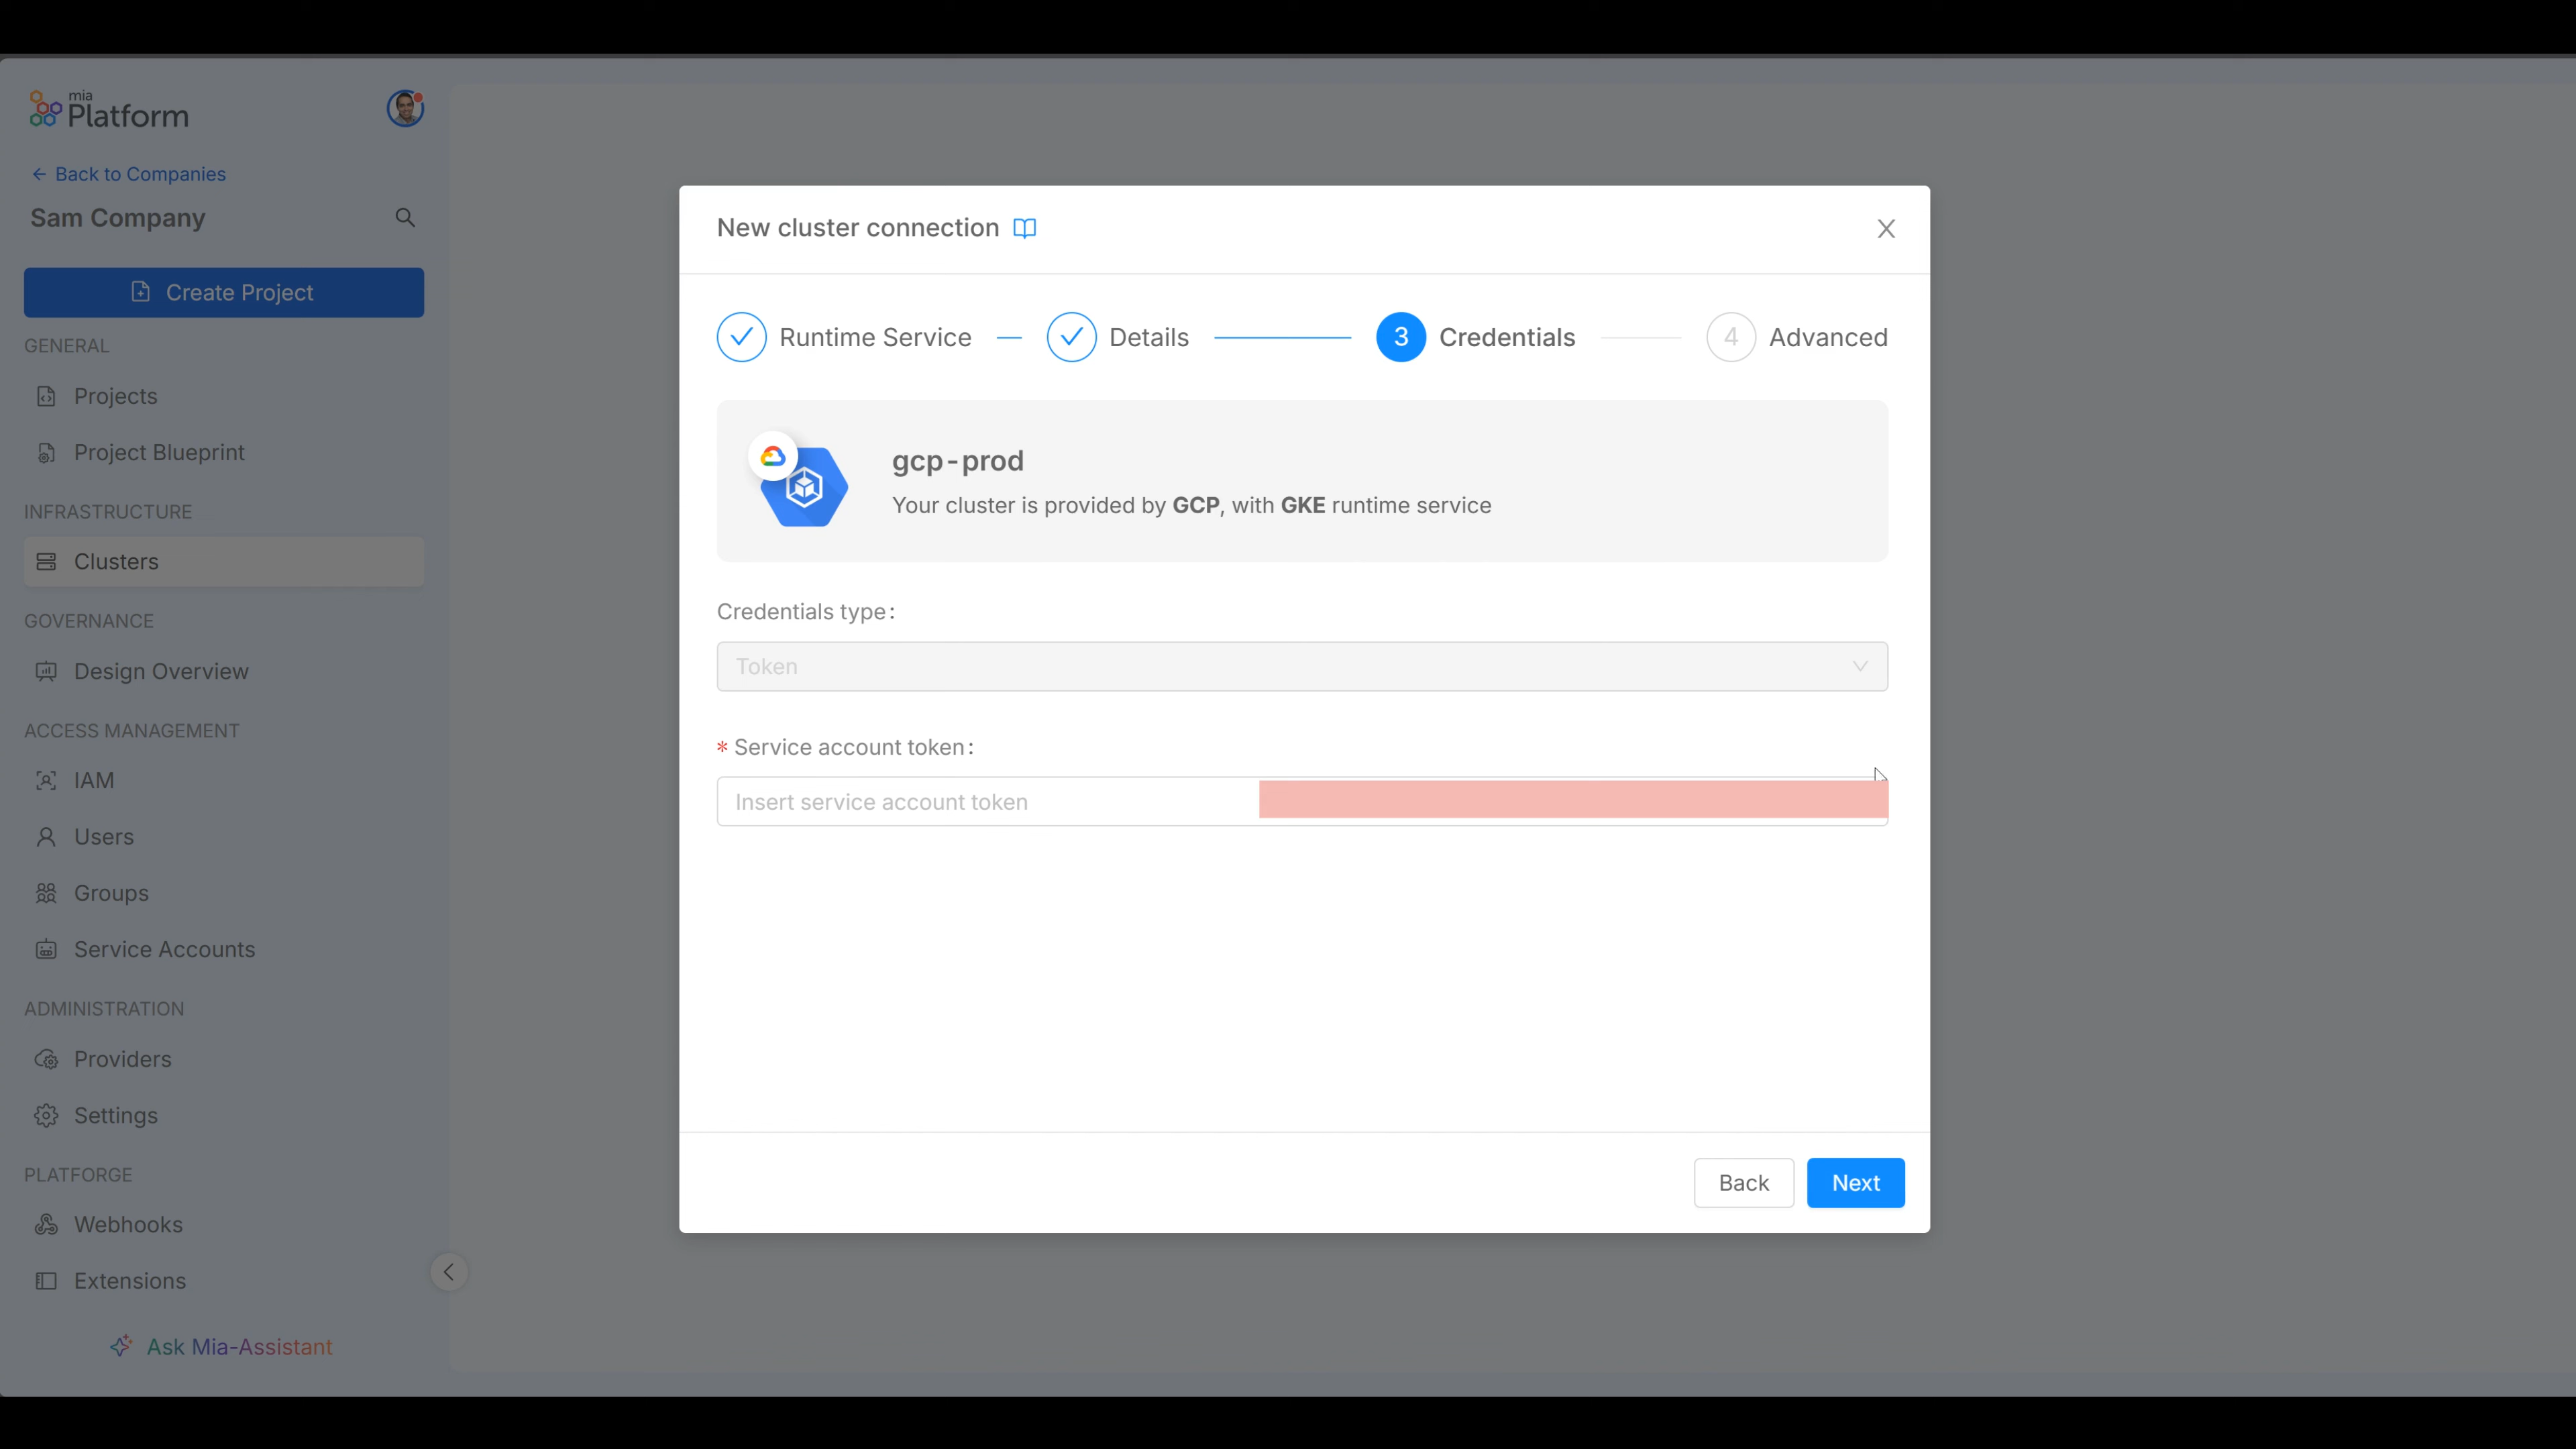 mia
Platform
Back to Companies
Sam Company
Create Project
GENERAL
Projects
Project Blueprint
INFRASTRUCTURE
Clusters
GOVERNANCE
Design Overview
ACCESS MANAGEMENT
IAM
Users
Groups
Service Accounts
ADMINISTRATION
Providers
Settings
PLATFORGE
Webhooks
Extensions
Ask Mia-Assistant
New cluster connection
Runtime Service
Details
3 Credentials
4 Advanced
gcp-prod
Your cluster is provided by GCP, with GKE runtime service
Credentials type:
Token
* Service account token:
Insert service account token
Back
Next